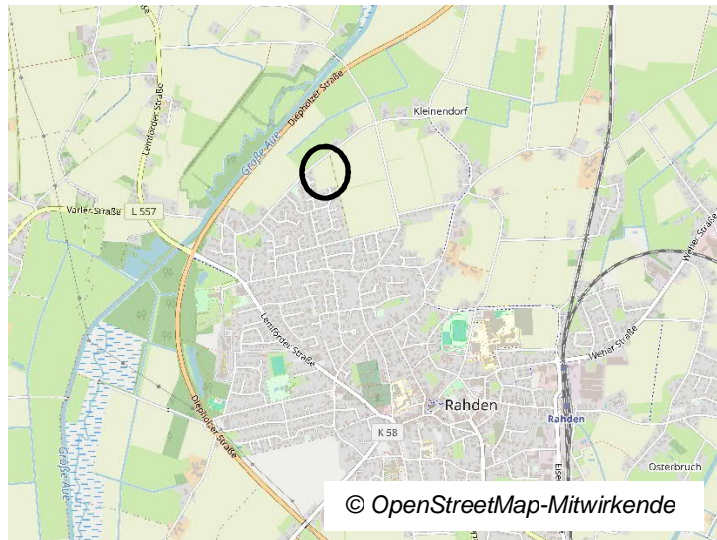 Kleinendorf
Lemförder Straße
Diepholzer Straße
Große Aue
Varler Straße
L 557
Weher Straße
Lemförder Straße
Weher Straße
Rahden
Rahden
K 58
Diepholzer Straße
Große Aue
Eise
Osterbruch
© OpenStreetMap-Mitwirkende